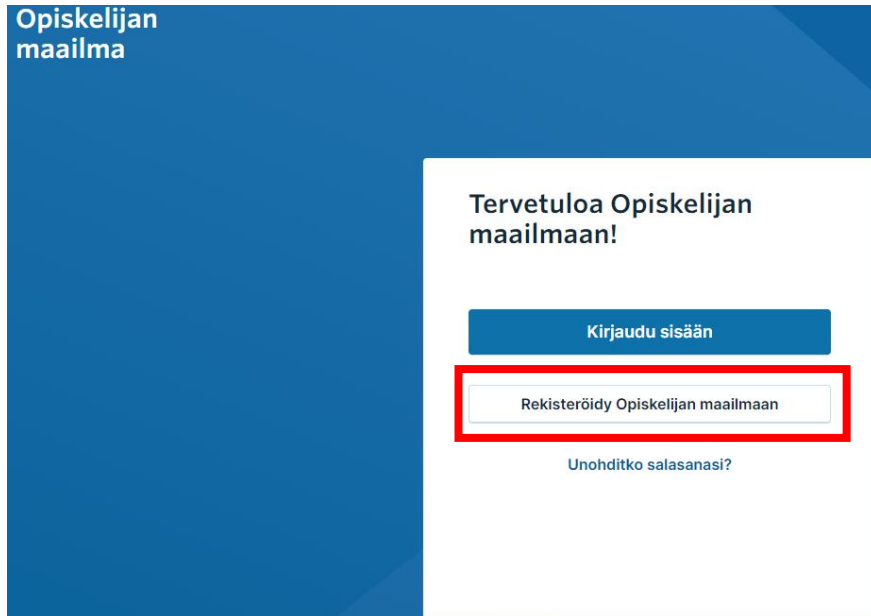 Opiskelijan
maailma
Tervetuloa Opiskelijan
maailmaan!
Kirjaudu sisään
Rekisteröidy Opiskelijan maailmaan
Unohditko salasanasi?